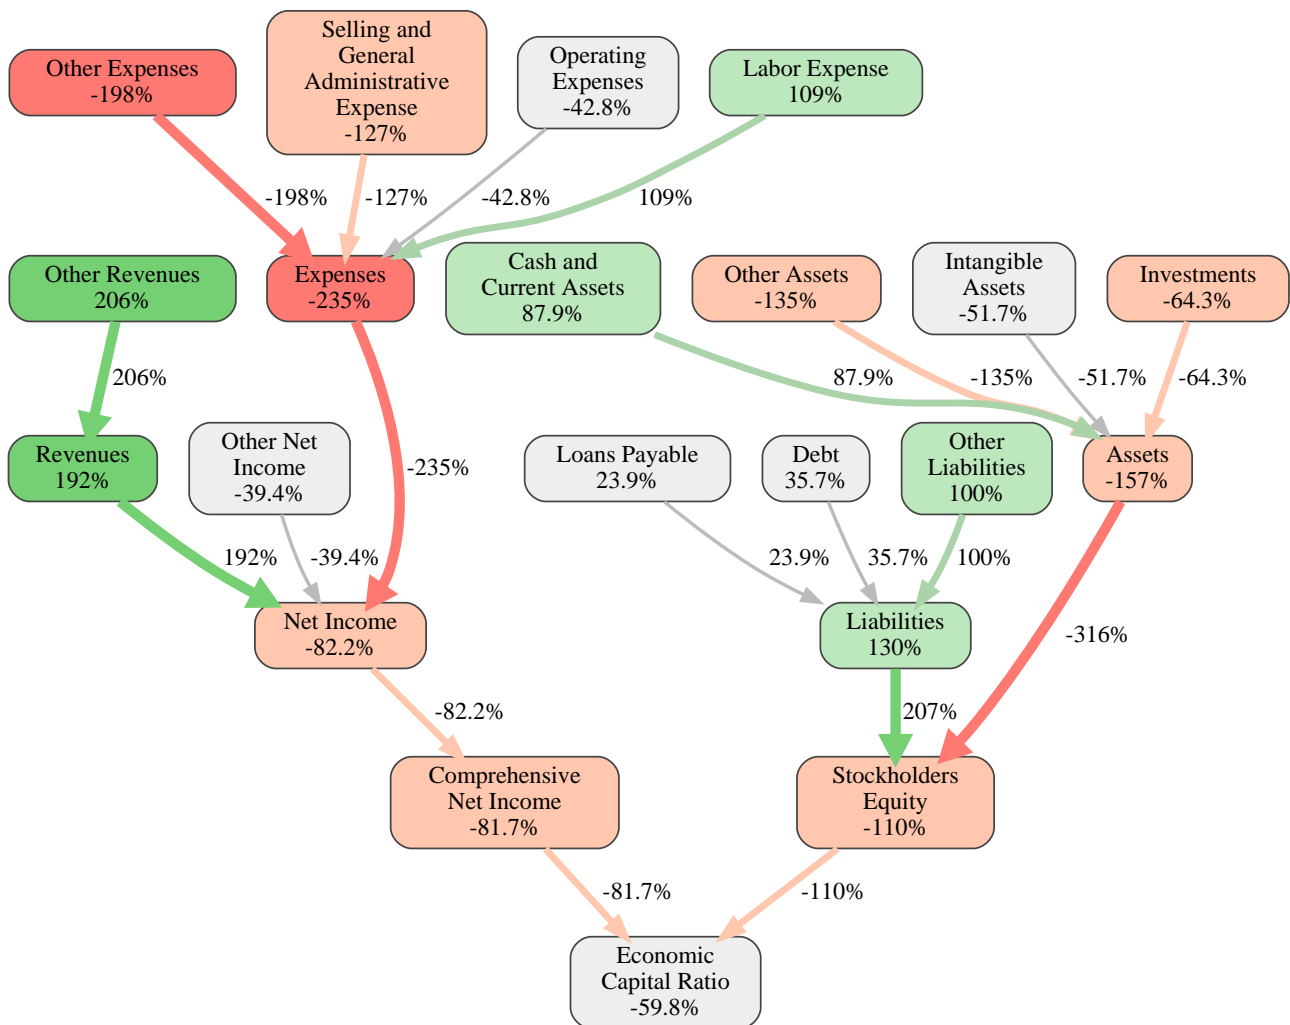 Other Expenses
-198%
Selling and
General
Administrative
Expense
-127%
Operating
Expenses
-42.8%
Labor Expense
109%
-198%
-127%
-42.8%
109%
Other Revenues
206%
Expenses
-235%
Cash and
Current Assets
87.9%
Other Assets
-135%
Intangible
Assets
-51.7%
Investments
-64.3%
206%
87.9%
-135%
-51.7%
-64.3%
Revenues
192%
Other Net
Income
-39.4%
-235%
Loans Payable
23.9%
Debt
35.7%
Other
Liabilities
100%
Assets
-157%
192%
-39.4%
23.9%
35.7%
100%
Net Income
-82.2%
Liabilities
130%
-316%
-82.2%
207%
Comprehensive
Net Income
-81.7%
Stockholders
Equity
-110%
-81.7%
-110%
Economic
Capital Ratio
-59.8%